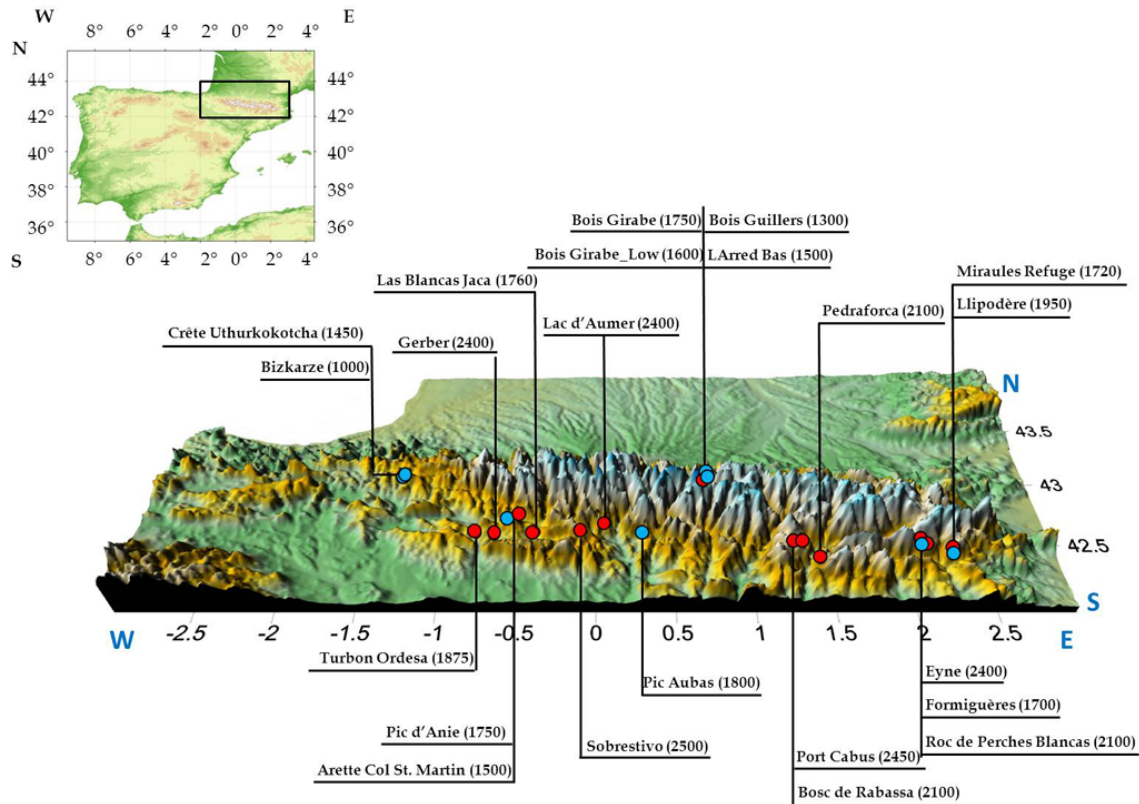 W E
8° 6° 4° 2° 0° 2° 4°
N
44° 44°
42° 42°
40° 40°
38° 38°
36° 36°
S
8° 6° 4° 2° 0° 2° 4°
Bois Girabe (1750) Bois Guillers (1300)
Bois Girabe_Low (1600) LArred Bas (1500)
Miraules Refuge (1720)
Las Blancas Jaca (1760)
Llipodère (1950)
Pedraforca (2100)
Lac d’Aumer (2400)
Crête Uthurkokotcha (1450)
Gerber (2400)
Bizkarze (1000)
N
43.5
43
42.5
S
W -2.5 -2 -1.5 -1 -0.5 0 0.5 1 1.5 2 2.5 E
Turbon Ordesa (1875)
Pic Aubas (1800)
Eyne (2400)
Formiguères (1700)
Pic d’Anie (1750)
Sobrestivo (2500)
Roc de Perches Blancas (2100)
Port Cabus (2450)
Arette Col St. Martin (1500)
Bosc de Rabassa (2100)